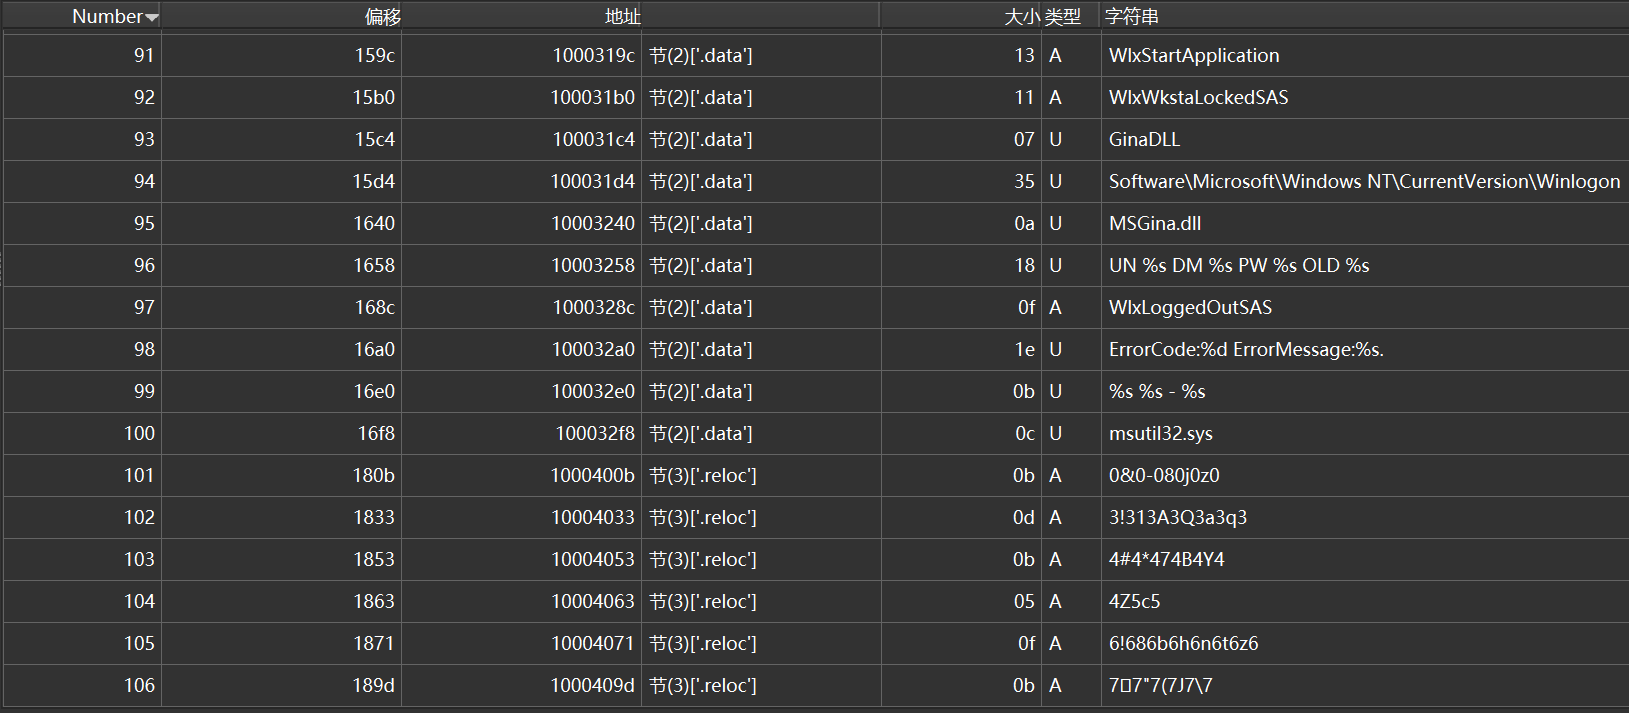 Number 偏移 地址 大小 类型 字符串
91 159c 1000319c 节(2)['.data'] 13 A WlxStartApplication
92 15b0 100031b0 节(2)['.data'] 11 A WlxWkstaLockedSAS
93 15c4 100031c4 节(2)['.data'] 07 U GinaDLL
94 15d4 100031d4 节(2)['.data'] 35 U Software\Microsoft\Windows NT\CurrentVersion\Winlogon
95 1640 10003240 节(2)['.data'] 0a U MSGina.dll
96 1658 10003258 节(2)['.data'] 18 U UN %s DM %s PW %s OLD %s
97 168c 1000328c 节(2)['.data'] 0f A WlxLoggedOutSAS
98 16a0 100032a0 节(2)['.data'] 1e U ErrorCode:%d ErrorMessage:%s.
99 16e0 100032e0 节(2)['.data'] 0b U %s %s - %s
100 16f8 100032f8 节(2)['.data'] 0c U msutil32.sys
101 180b 1000400b 节(3)['.reloc'] 0b A 0&0-080j0z0
102 1833 10004033 节(3)['.reloc'] 0d A 3!313A3Q3a3q3
103 1853 10004053 节(3)['.reloc'] 0b A 4#4*474B4Y4
104 1863 10004063 节(3)['.reloc'] 05 A 4Z5c5
105 1871 10004071 节(3)['.reloc'] 0f A 6!686b6h6n6t6z6
106 189d 1000409d 节(3)['.reloc'] 0b A 7▯7"7(7J7\7